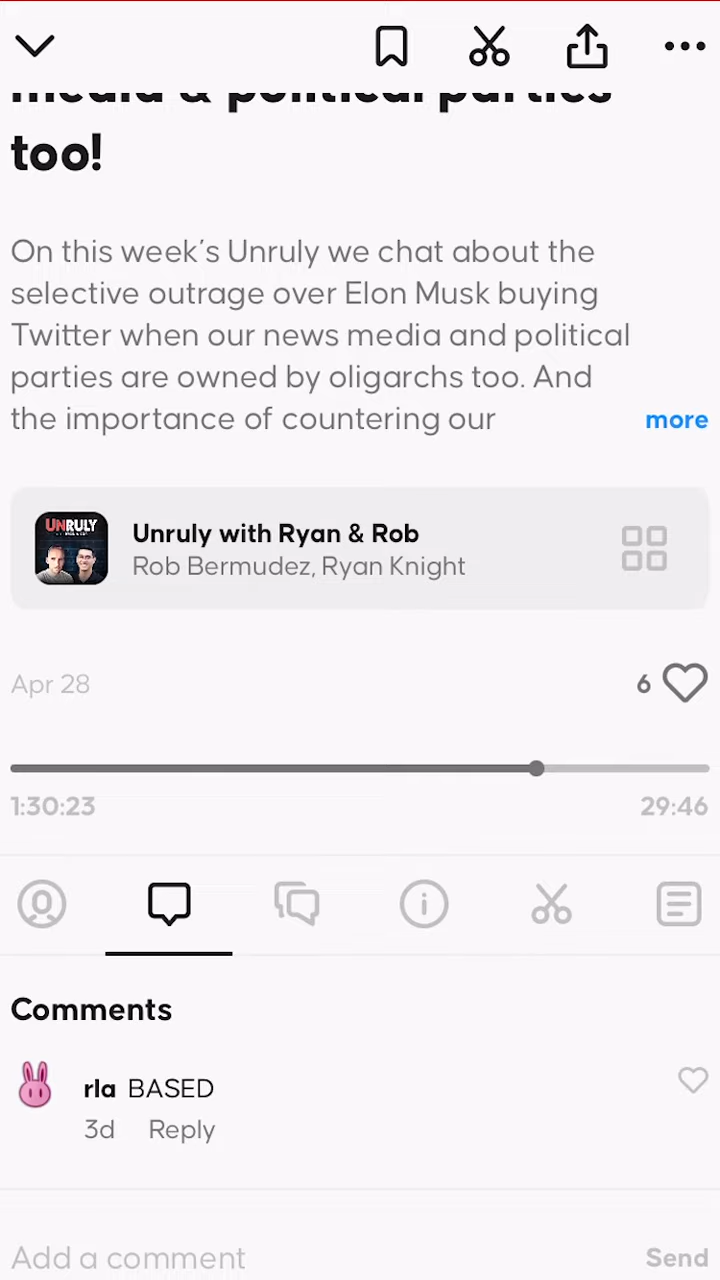 media & political parties
too!
On this week's Unruly we chat about the
selective outrage over Elon Musk buying
Twitter when our news media and political
parties are owned by oligarchs too. And
the importance of countering our
more
UNRULY
Unruly with Ryan & Rob
Rob Bermudez, Ryan Knight
Apr 28
6
1:30:23
29:46
Comments
rla BASED
3d Reply
Add a comment
Send